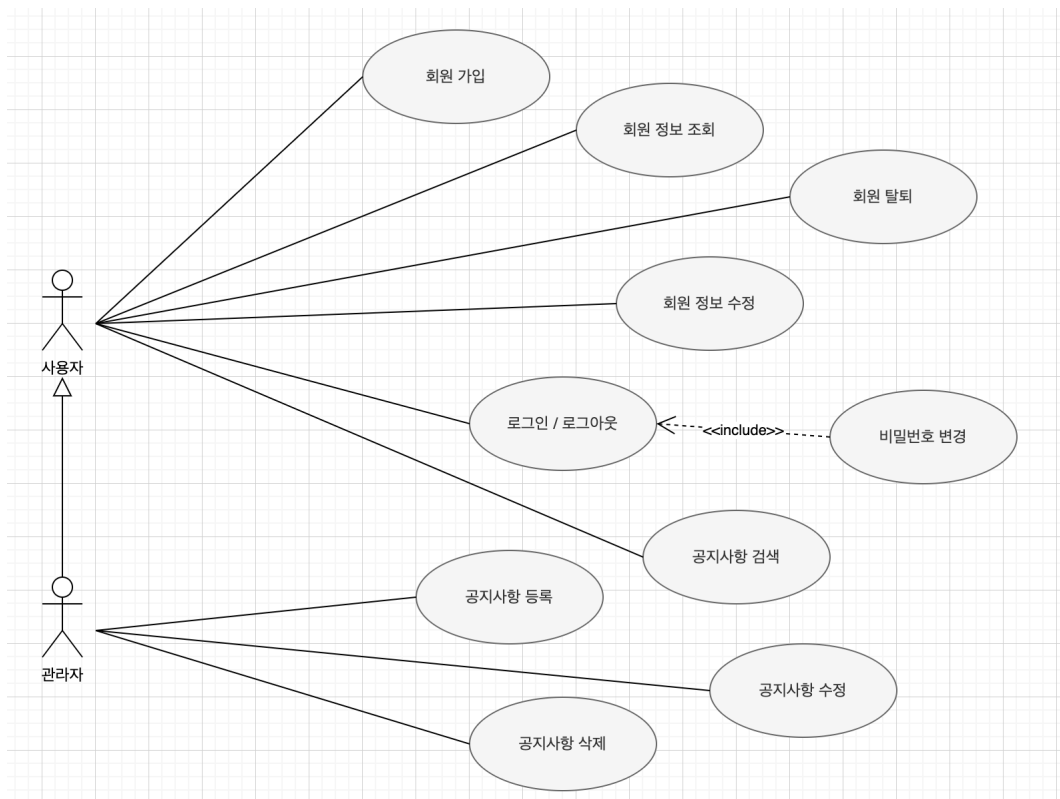 회원 가입
회원 정보 조회
회원 탈퇴
회원 정보 수정
사용자
로그인 / 로그아웃
<<include>>
비밀번호 변경
공지사항 검색
공지사항 등록
관리자
공지사항 수정
공지사항 삭제